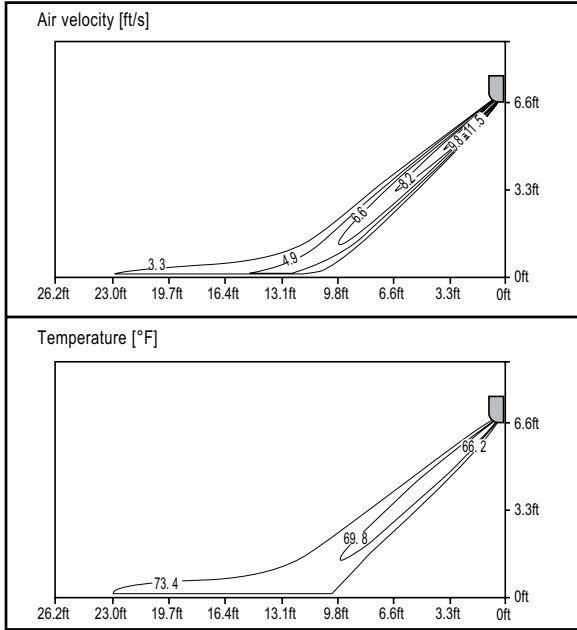 Air velocity [ft/s]
6.6ft
≥11.5
9.8
8.2
3.3ft
6.6
4.9
3.3
0ft
26.2ft 23.0ft 19.7ft 16.4ft 13.1ft 9.8ft 6.6ft 3.3ft 0ft
Temperature [°F]
6.6ft
66.2
3.3ft
69.8
73.4
0ft
26.2ft 23.0ft 19.7ft 16.4ft 13.1ft 9.8ft 6.6ft 3.3ft 0ft